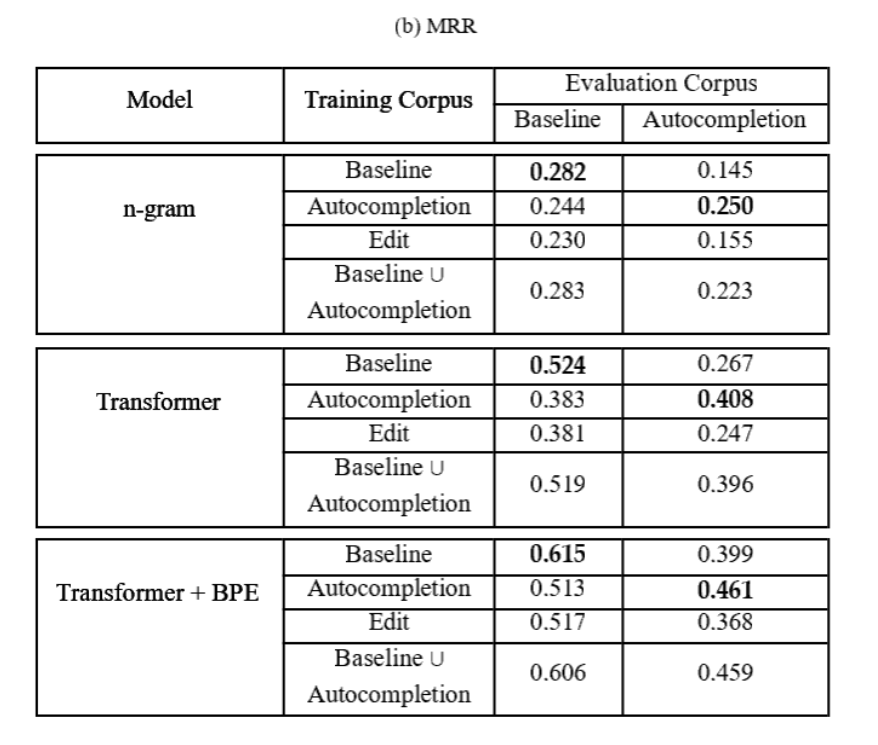 (b) MRR
Model Training Corpus Evaluation Corpus
Baseline Autocompletion
n-gram
Baseline 0.282 0.145
Autocompletion 0.244 0.250
Edit 0.230 0.155
Baseline ∪
Autocompletion
0.283 0.223
Transformer
Baseline 0.524 0.267
Autocompletion 0.383 0.408
Edit 0.381 0.247
Baseline ∪
Autocompletion
0.519 0.396
Transformer + BPE
Baseline 0.615 0.399
Autocompletion 0.513 0.461
Edit 0.517 0.368
Baseline ∪
Autocompletion
0.606 0.459